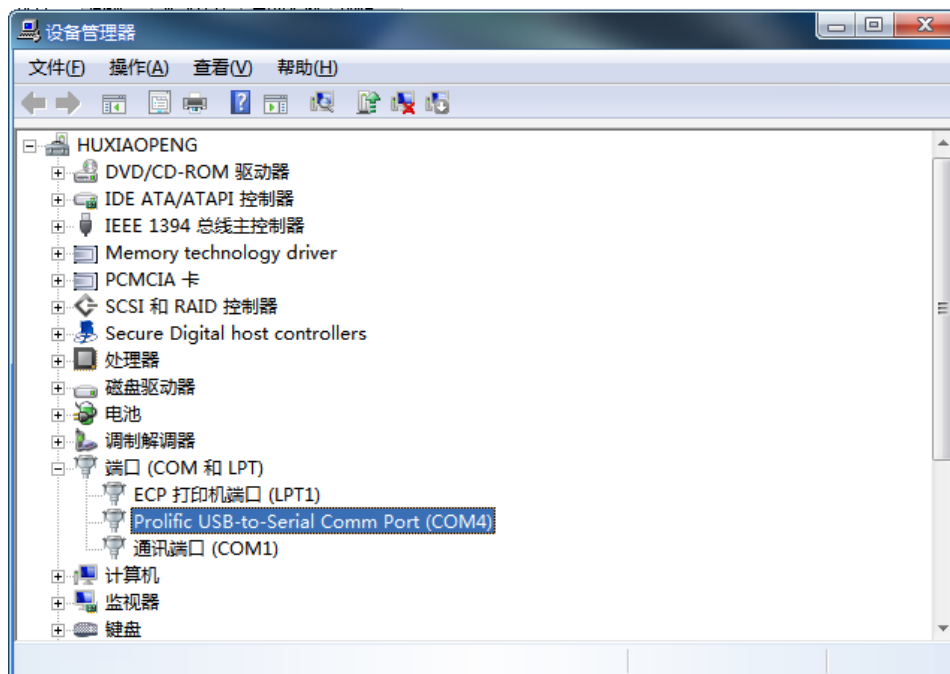 设备管理器
文件(F) 操作(A) 查看(V) 帮助(H)
HUXIAOPENG
DVD/CD-ROM 驱动器
IDE ATA/ATAPI 控制器
IEEE 1394 总线主控制器
Memory technology driver
PCMCIA 卡
SCSI 和 RAID 控制器
Secure Digital host controllers
处理器
磁盘驱动器
电池
调制解调器
端口 (COM 和 LPT)
ECP 打印机端口 (LPT1)
Prolific USB-to-Serial Comm Port (COM4)
通讯端口 (COM1)
计算机
监视器
键盘